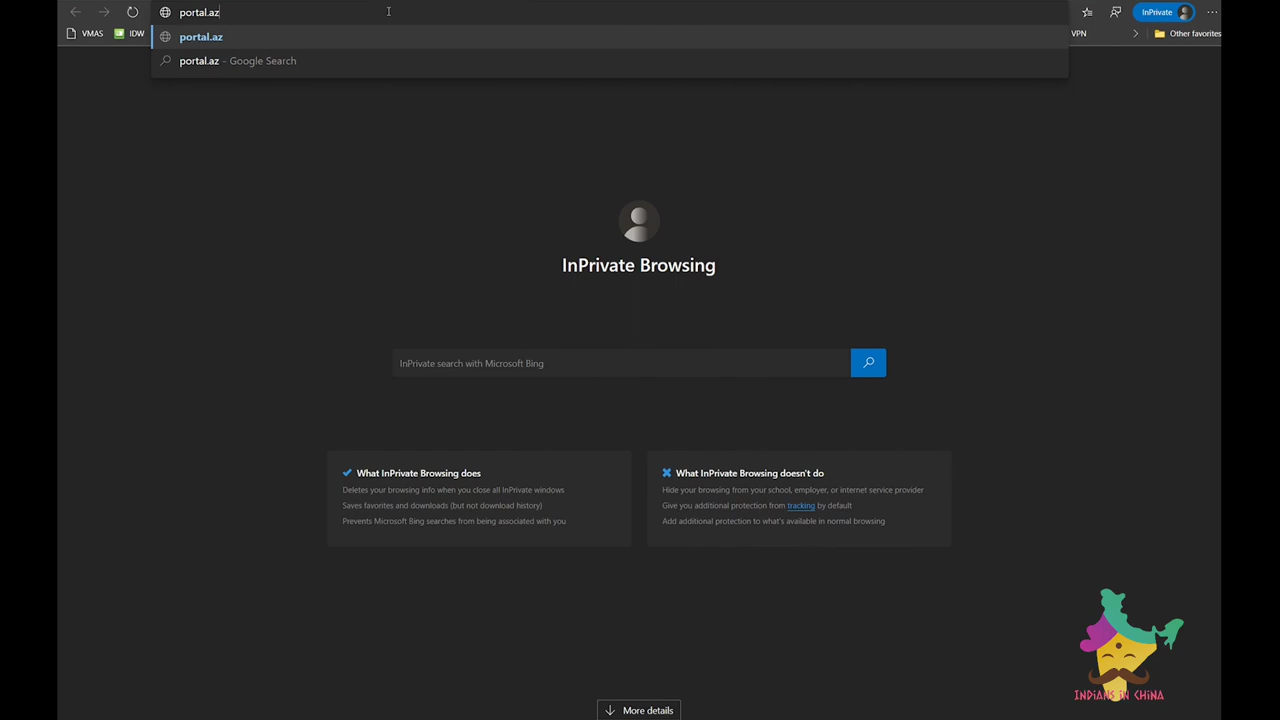 portal.az
InPrivate
VMAS
IDW
VPN
Other favorites
portal.az
portal.az - Google Search
InPrivate Browsing
InPrivate search with Microsoft Bing
What InPrivate Browsing does
Deletes your browsing info when you close all InPrivate windows
Saves favorites and downloads (but not download history)
Prevents Microsoft Bing searches from being associated with you
What InPrivate Browsing doesn't do
Hide your browsing from your school, employer, or internet service provider
Give you additional protection from tracking by default
Add additional protection to what's available in normal browsing
INDIANS IN CHINA
More details